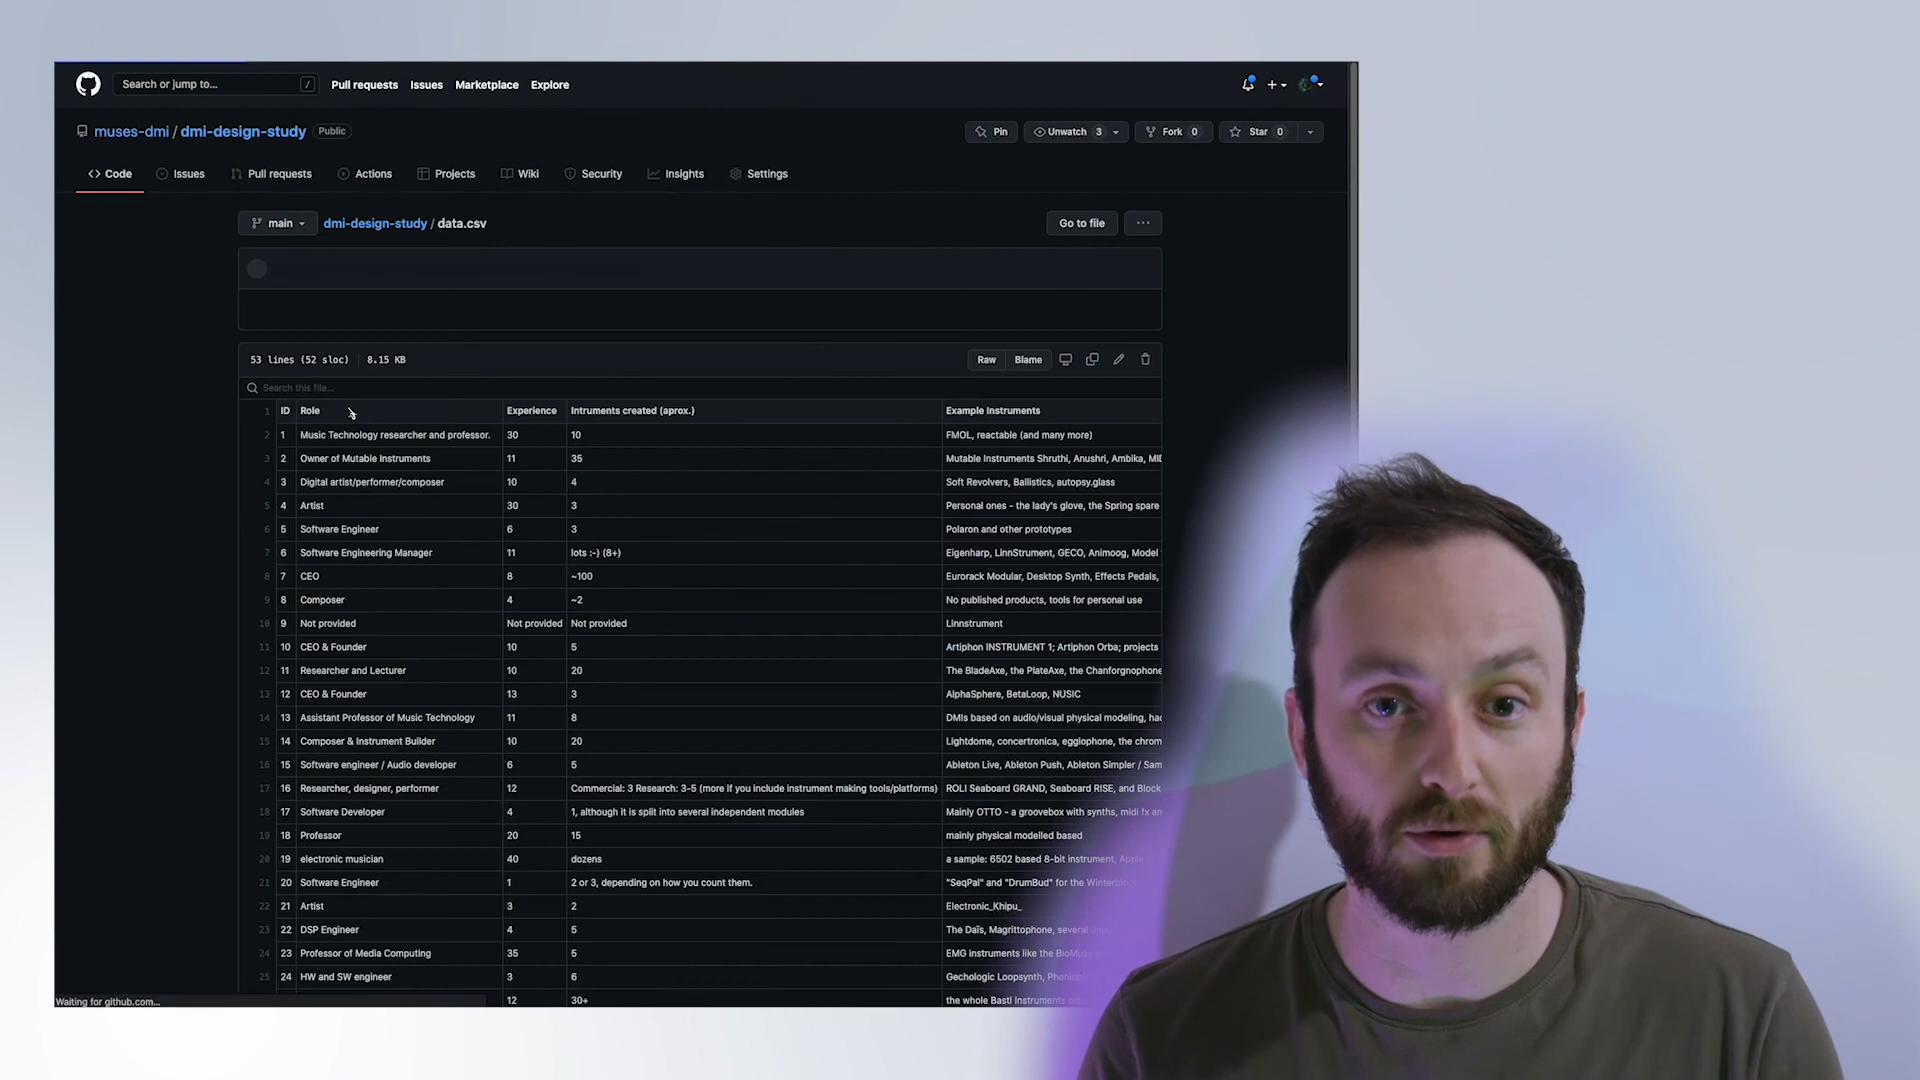 Search or jump to... / Pull requests Issues Marketplace Explore
muses-dmi / dmi-design-study Public Pin Unwatch 3 Fork 0 Star 0
Code Issues Pull requests Actions Projects Wiki Security Insights Settings
main dmi-design-study / data.csv Go to file ...
53 lines (52 sloc) 8.15 KB Raw Blame
Search this file...
1 ID Role Experience Intruments created (aprox.) Example Instruments
2 1 Music Technology researcher and professor. 30 10 FMOL, reactable (and many more)
3 2 Owner of Mutable Instruments 11 35 Mutable Instruments Shruthi, Anushri, Ambika, MID
4 3 Digital artist/performer/composer 10 4 Soft Revolvers, Ballistics, autopsy.glass
5 4 Artist 30 3 Personal ones - the lady's glove, the Spring spare
6 5 Software Engineer 6 3 Polaron and other prototypes
7 6 Software Engineering Manager 11 lots :-) (8+) Eigenharp, LinnStrument, GECO, Animoog, Model
8 7 CEO 8 ~100 Eurorack Modular, Desktop Synth, Effects Pedals,
9 8 Composer 4 ~2 No published products, tools for personal use
10 9 Not provided Not provided Not provided Linnstrument
11 10 CEO & Founder 10 5 Artiphon INSTRUMENT 1; Artiphon Orba; projects
12 11 Researcher and Lecturer 10 20 The BladeAxe, the PlateAxe, the Chanforgnophone
13 12 CEO & Founder 13 3 AlphaSphere, BetaLoop, NUSIC
14 13 Assistant Professor of Music Technology 11 8 DMIs based on audio/visual physical modeling, hac
15 14 Composer & Instrument Builder 10 20 Lightdome, concertronica, eggiophone, the chrom
16 15 Software engineer / Audio developer 6 5 Ableton Live, Ableton Push, Ableton Simpler / Sam
17 16 Researcher, designer, performer 12 Commercial: 3 Research: 3-5 (more if you include instrument making tools/platforms) ROLI Seaboard GRAND, Seaboard RISE, and Block
18 17 Software Developer 4 1, although it is split into several independent modules Mainly OTTO - a groovebox with synths, midi fx an
19 18 Professor 20 15 mainly physical modelled based
20 19 electronic musician 40 dozens a sample: 6502 based 8-bit instrument, Apple
21 20 Software Engineer 1 2 or 3, depending on how you count them. "SeqPal" and "DrumBud" for the
22 21 Artist 3 2 Electronic_Khipu_
23 22 DSP Engineer 4 5 The Daïs, Magrittophone, several
24 23 Professor of Media Computing 35 5 EMG instruments like the
25 24 HW and SW engineer 3 6 Gechologic Loopsynth,
12 30+ the whole Bastl Instruments
Waiting for github.com...